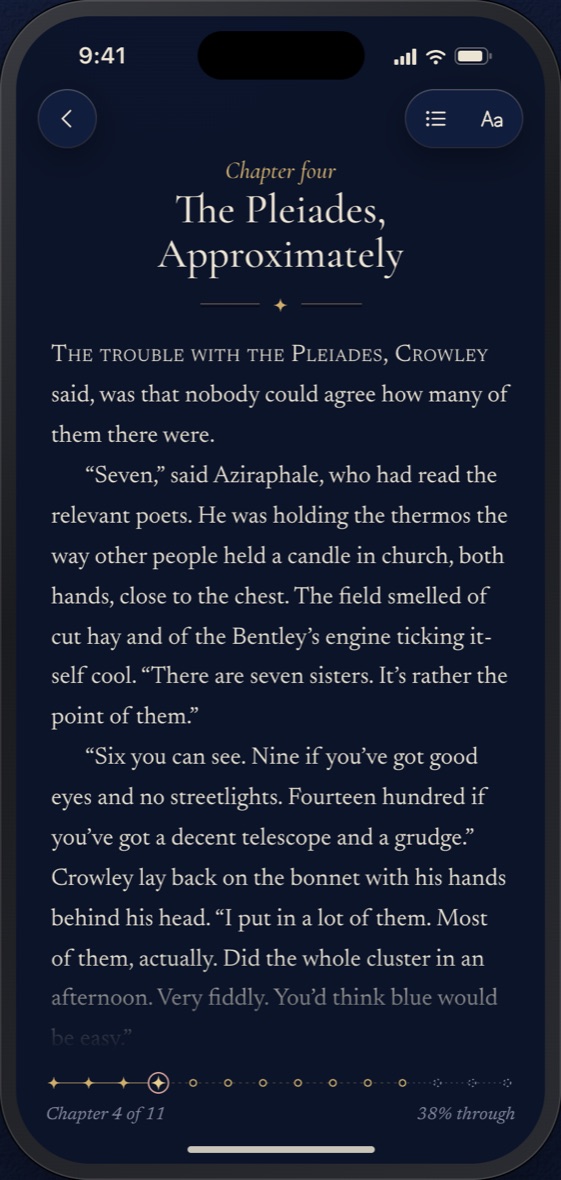 9:41
Aa
Chapter four
The Pleiades,
Approximately
The trouble with the Pleiades, Crowley
said, was that nobody could agree how many of
them there were.
“Seven,” said Aziraphale, who had read the
relevant poets. He was holding the thermos the
way other people held a candle in church, both
hands, close to the chest. The field smelled of
cut hay and of the Bentley’s engine ticking it-
self cool. “There are seven sisters. It’s rather the
point of them.”
“Six you can see. Nine if you’ve got good
eyes and no streetlights. Fourteen hundred if
you’ve got a decent telescope and a grudge.”
Crowley lay back on the bonnet with his hands
behind his head. “I put in a lot of them. Most
of them, actually. Did the whole cluster in an
afternoon. Very fiddly. You’d think blue would
be easy.”
Chapter 4 of 11
38% through